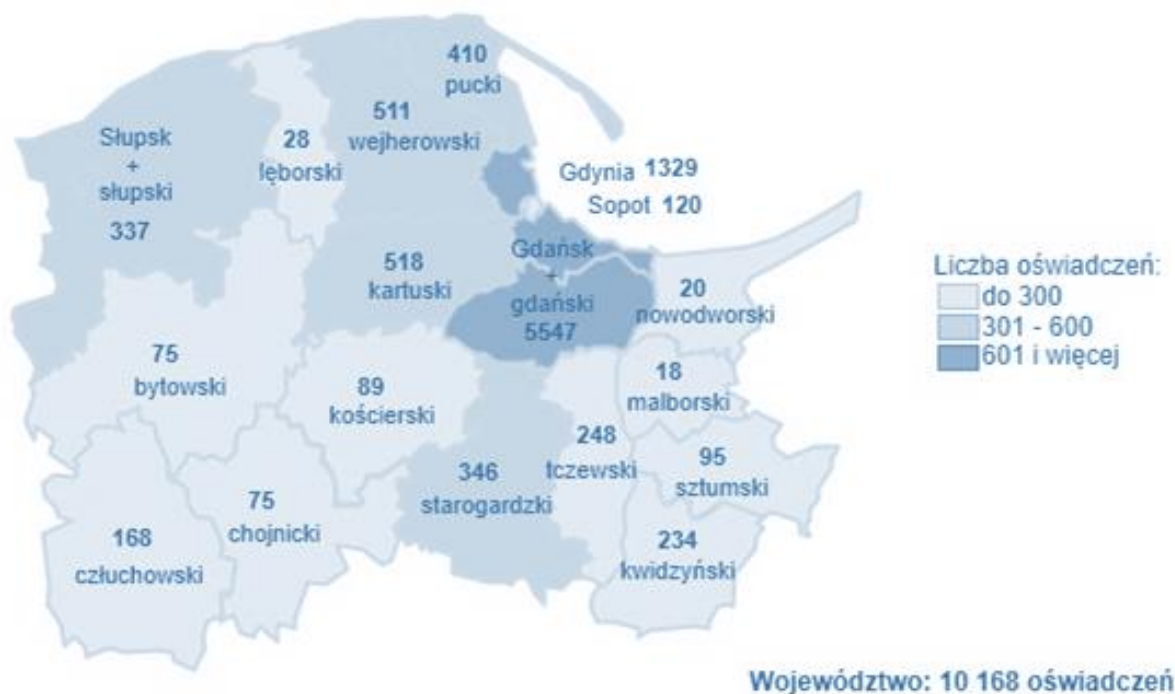 410
pucki
511
wejherowski
28
lęborski
Słupsk
+
słupski
337
Gdynia 1329
Sopot 120
Gdańsk
+
gdański
5547
518
kartuski
20
nowodworski
75
bytowski
89
kościerski
18
malborski
248
tczewski
95
sztumski
346
starogardzki
75
chojnicki
168
człuchowski
234
kwidzyński
Liczba oświadczeń:
do 300
301 - 600
601 i więcej
Województwo: 10 168 oświadczeń